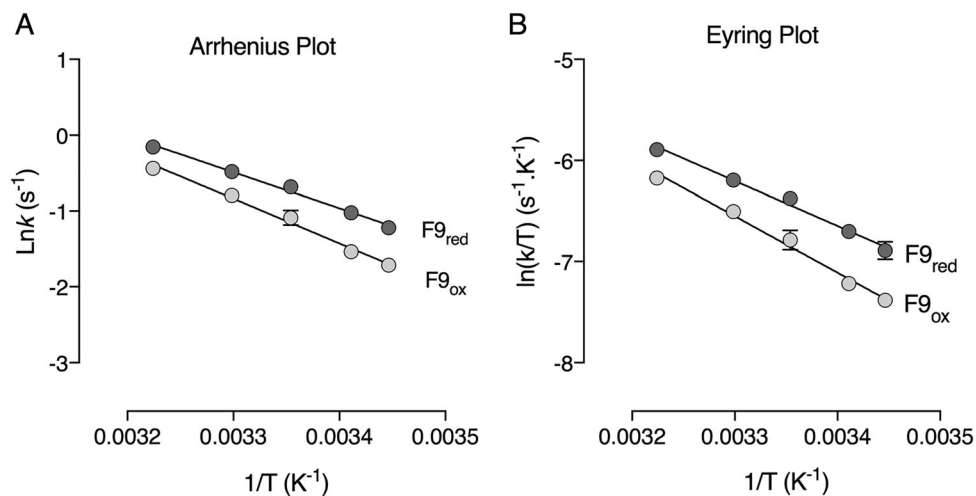 A
Arrhenius Plot
Lnk (s⁻¹)
1
0
-1
-2
-3
F9red
F9ox
0.0032
0.0033
0.0034
0.0035
1/T (K⁻¹)
B
Eyring Plot
ln(k/T) (s⁻¹.K⁻¹)
-5
-6
-7
-8
F9red
F9ox
0.0032
0.0033
0.0034
0.0035
1/T (K⁻¹)